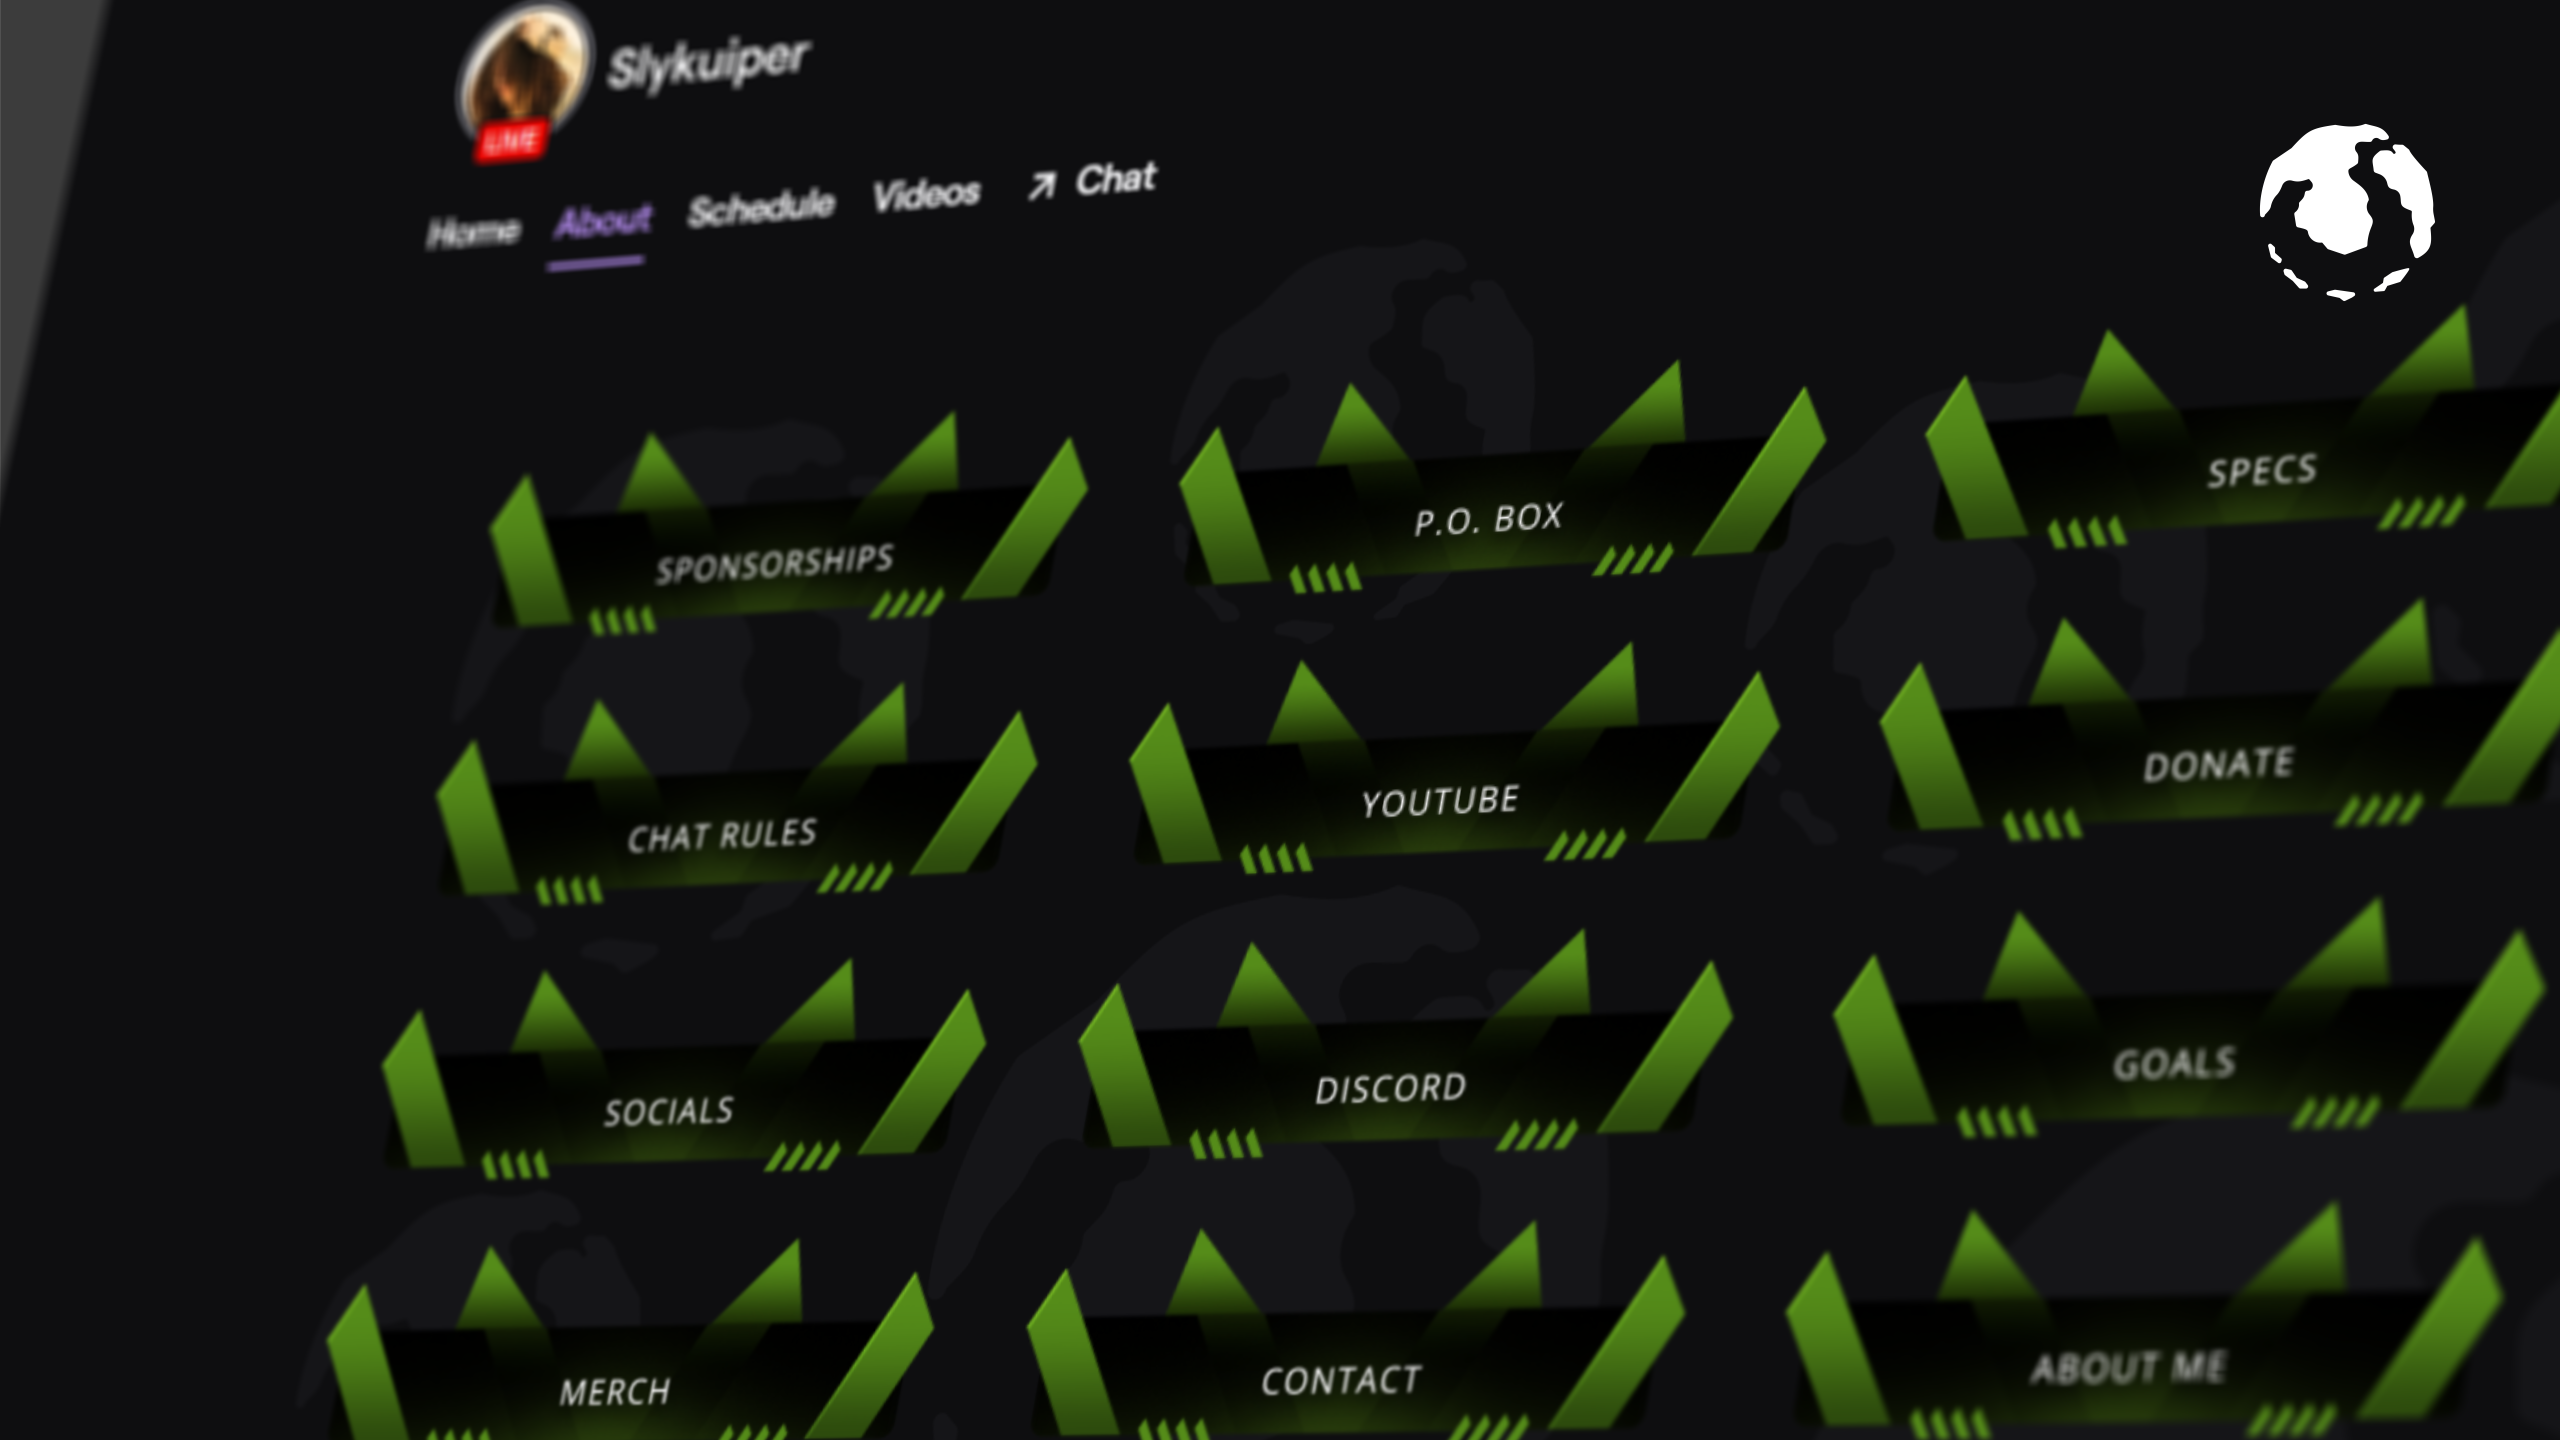 Slykuiper
LIVE
Home About Schedule Videos Chat
SPONSORSHIPS P.O. BOX SPECS
CHAT RULES YOUTUBE DONATE
SOCIALS DISCORD GOALS
MERCH CONTACT ABOUT ME